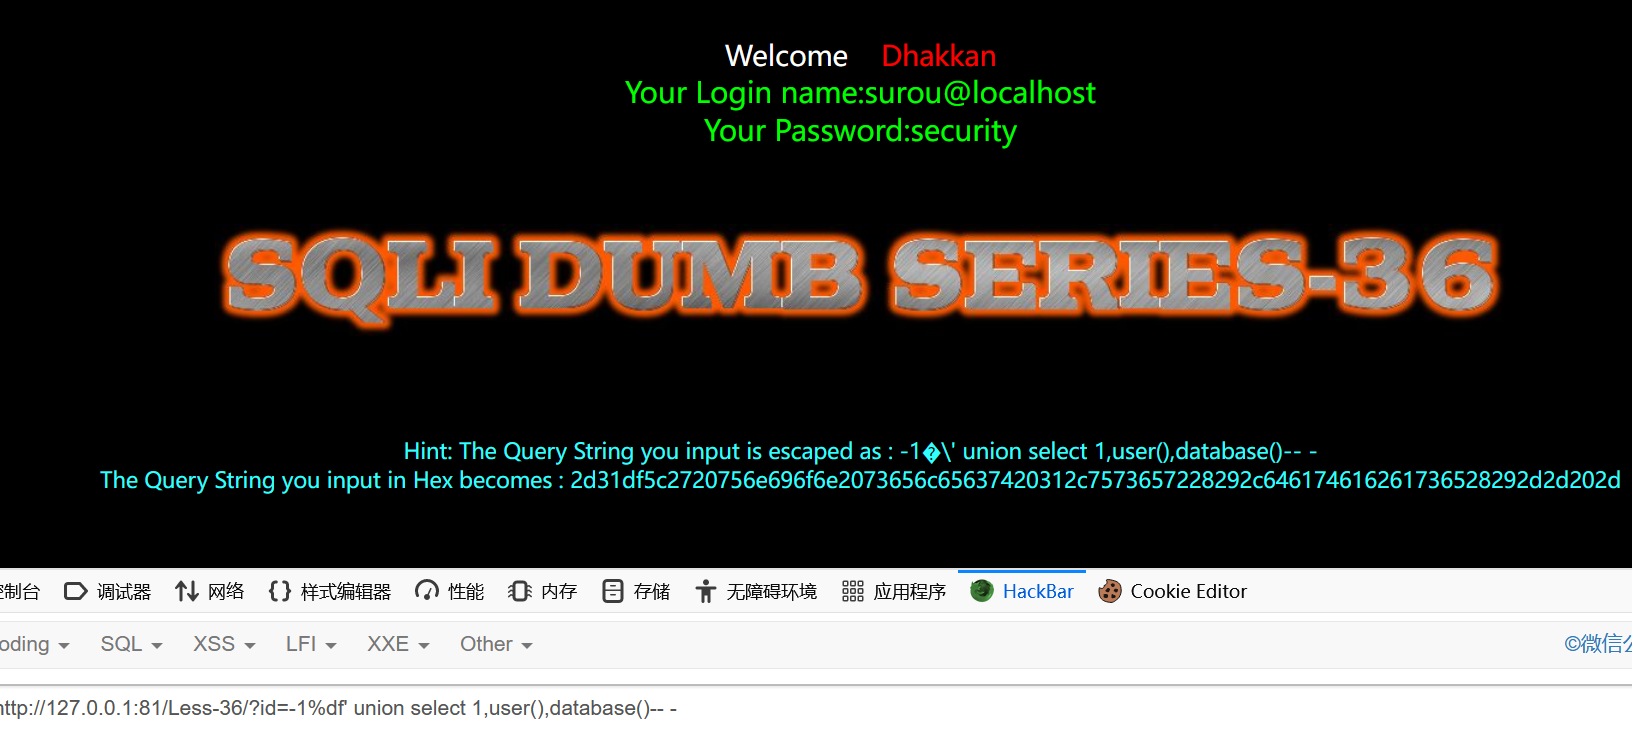 Welcome Dhakkan
Your Login name:surou@localhost
Your Password:security
SQLI DUMB SERIES-36
Hint: The Query String you input is escaped as : -1�\' union select 1,user(),database()-- -
The Query String you input in Hex becomes : 2d31df5c2720756e696f6e2073656c65637420312c7573657228292c646174616261736528292d2d202d
控制台 调试器 网络 样式编辑器 性能 内存 存储 无障碍环境 应用程序 HackBar Cookie Editor
oding SQL XSS LFI XXE Other ©微信公
http://127.0.0.1:81/Less-36/?id=-1%df' union select 1,user(),database()-- -